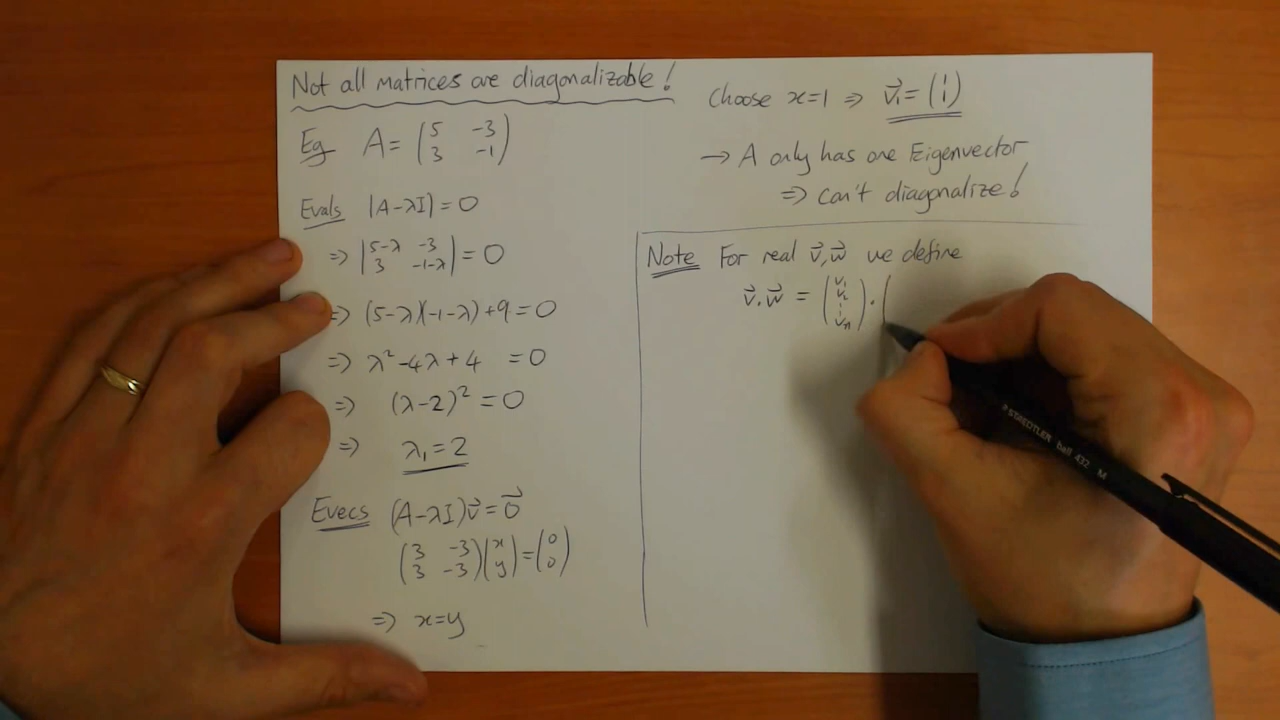 Not all matrices are diagonalizable!
Eg A = (5 -3
3 -1)
Evals |A-λI| = 0
⇒ |5-λ -3
3 -1-λ| = 0
⇒ (5-λ)(-1-λ)+9 = 0
⇒ λ²-4λ+4 = 0
⇒ (λ-2)² = 0
⇒ λ₁=2
Evecs (A-λI)v⃗=0⃗
(3 -3
3 -3)(x
y)=(0
0)
⇒ x=y
Choose x=1 ⇒ v⃗₁=(1
1)
→ A only has one Eigenvector
⇒ can't diagonalize!
Note For real v⃗,w⃗ we define
v⃗.w⃗ = (v₁
v₂
⋮
vₙ).(
STAEDTLER ball 432 M